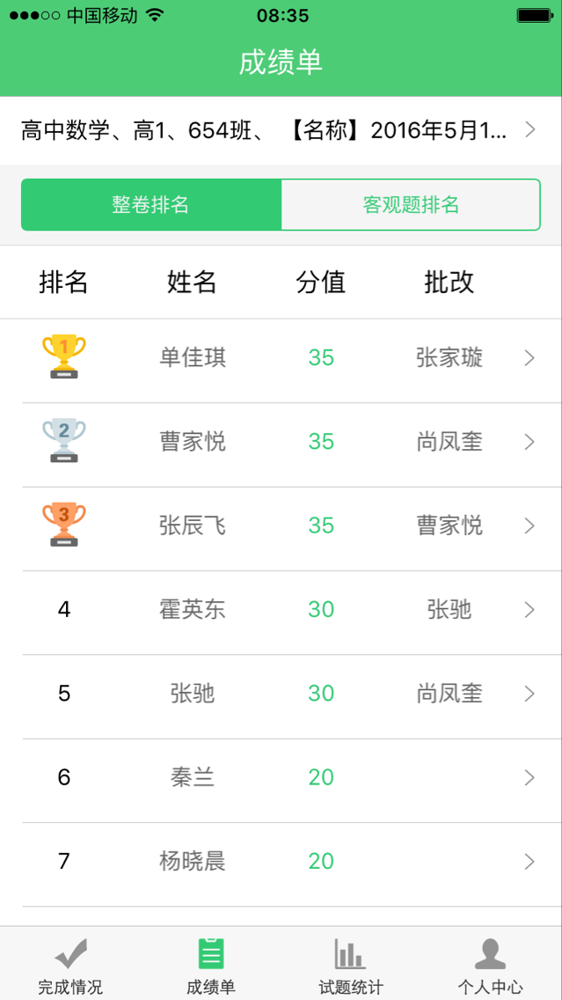 中国移动 08:35
成绩单
高中数学、高1、654班、 【名称】2016年5月1...
整卷排名 客观题排名
排名 姓名 分值 批改
1 单佳琪 35 张家璇
2 曹家悦 35 尚凤奎
3 张辰飞 35 曹家悦
4 霍英东 30 张驰
5 张驰 30 尚凤奎
6 秦兰 20
7 杨晓晨 20
完成情况 成绩单 试题统计 个人中心